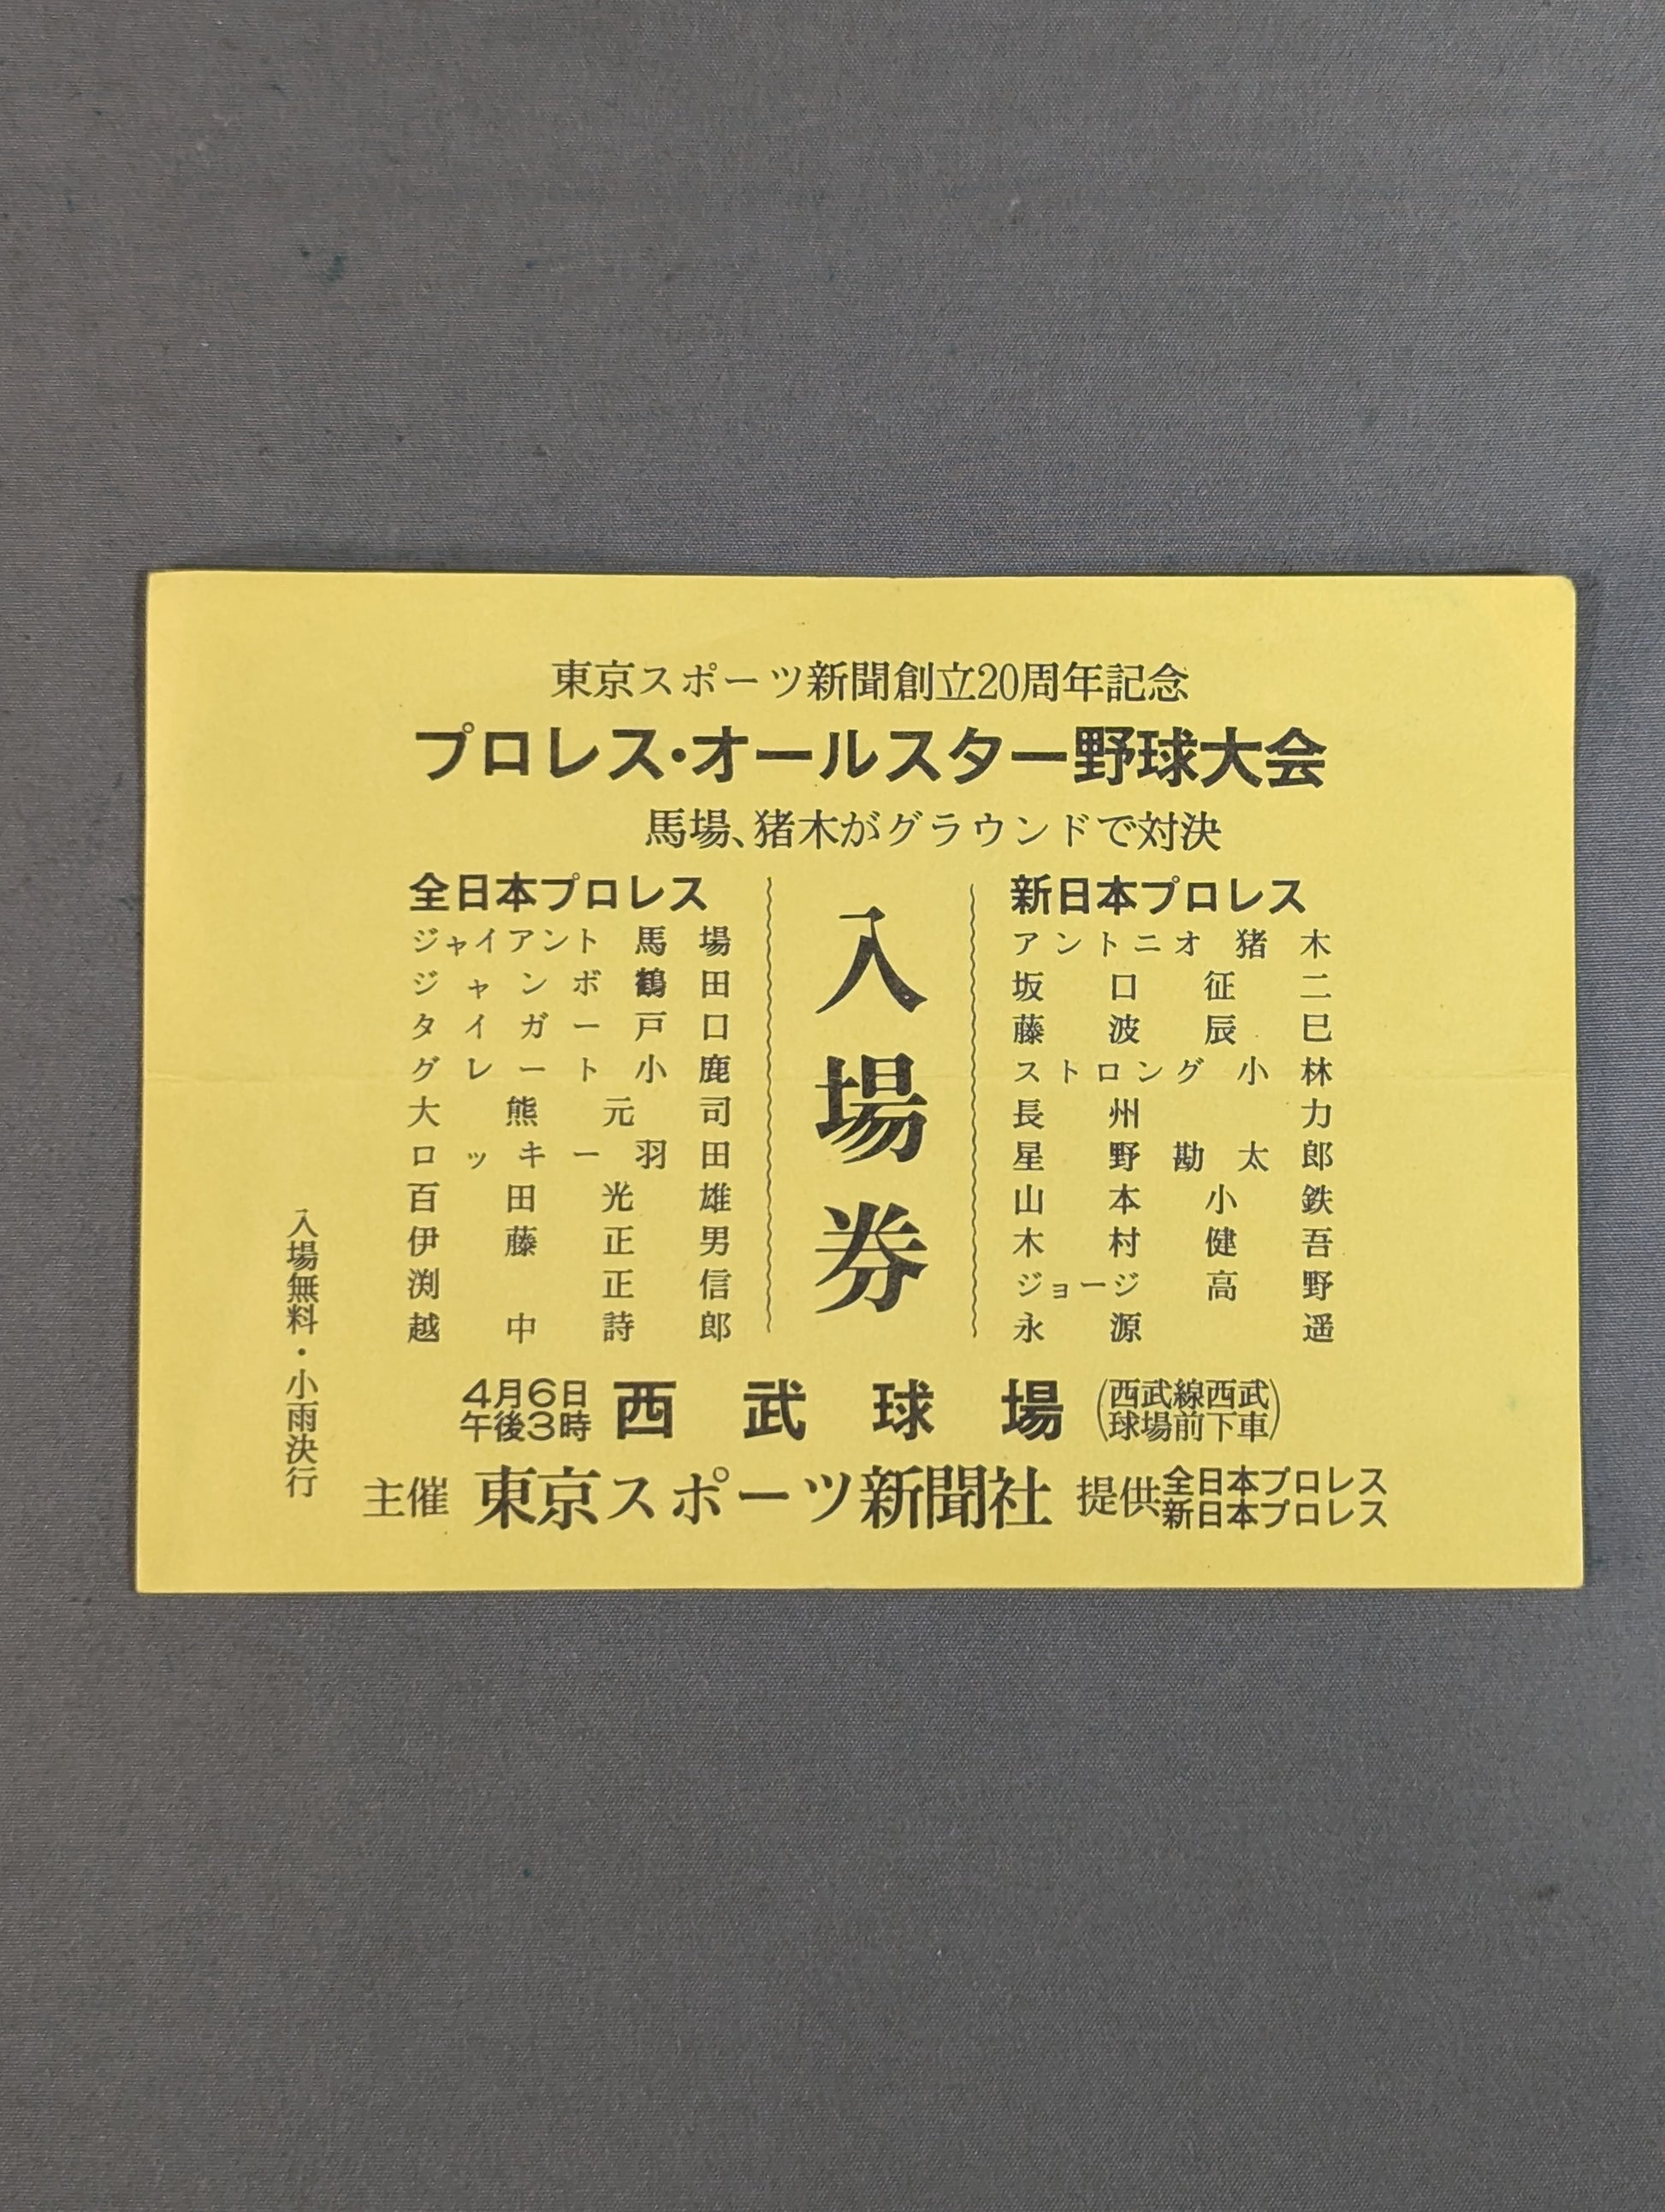 東京スポーツ新聞創立20周年記念
プロレス・オールスター野球大会
馬場、猪木がグラウンドで対決
全日本プロレス
ジャイアント馬場
ジャンボ鶴田
タイガー戸口
グレート小鹿
大熊元司
ロッキー羽田
百田光雄
伊藤正男
渕正信
越中詩郎
入場券
新日本プロレス
アントニオ猪木
坂口征二
藤波辰巳
ストロング小林
長州力
星野勘太郎
山本小鉄
木村健吾
ジョージ高野
永源遥
4月6日
午後3時
西武球場
(西武線西武
球場前下車)
主催 東京スポーツ新聞社 提供
全日本プロレス
新日本プロレス
入場無料・小雨決行